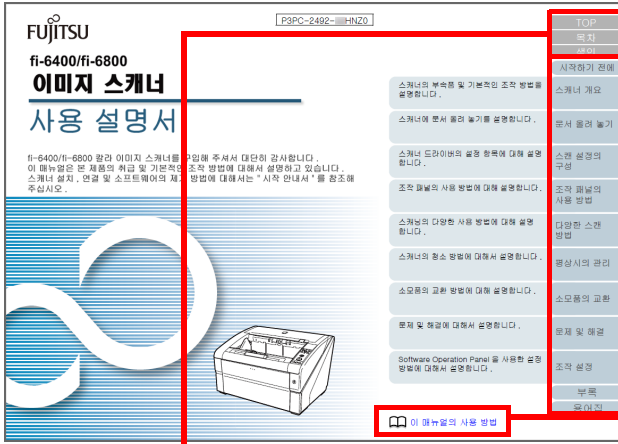 FUJITSU
P3PC-2492-HNZ0
fi-6400/fi-6800
이미지 스캐너
사용 설명서
fi-6400/fi-6800 칼라 이미지 스캐너를 구입해 주셔서 대단히 감사합니다 .
이 매뉴얼은 본 제품의 취급 및 기본적인 조작 방법에 대해서 설명하고 있습니다 .
스캐너 설치 , 연결 및 소프트웨어의 제거 방법에 대해서는 " 시작 안내서 " 를 참조해
주십시오 .
TOP
목차
색인
시작하기 전에
스캐너의 부속품 및 기본적인 조작 방법을
설명합니다 .
스캐너 개요
스캐너에 문서 올려 놓기를 설명합니다 .
문서 올려 놓기
스캐너 드라이버의 설정 항목에 대해 설명
합니다 .
스캔 설정의
구성
조작 패널의 사용 방법에 대해 설명합니다 .
조작 패널의
사용 방법
스캐닝의 다양한 사용 방법에 대해 설명
합니다 .
다양한 스캔
방법
스캐너의 청소 방법에 대해서 설명합니다 .
평상시의 관리
소모품의 교환 방법에 대해 설명합니다 .
소모품의 교환
문제 및 해결에 대해서 설명합니다 .
문제 및 해결
Software Operation Panel 을 사용한 설정
방법에 대해서 설명합니다 .
조작 설정
부록
용어집
이 매뉴얼의 사용 방법